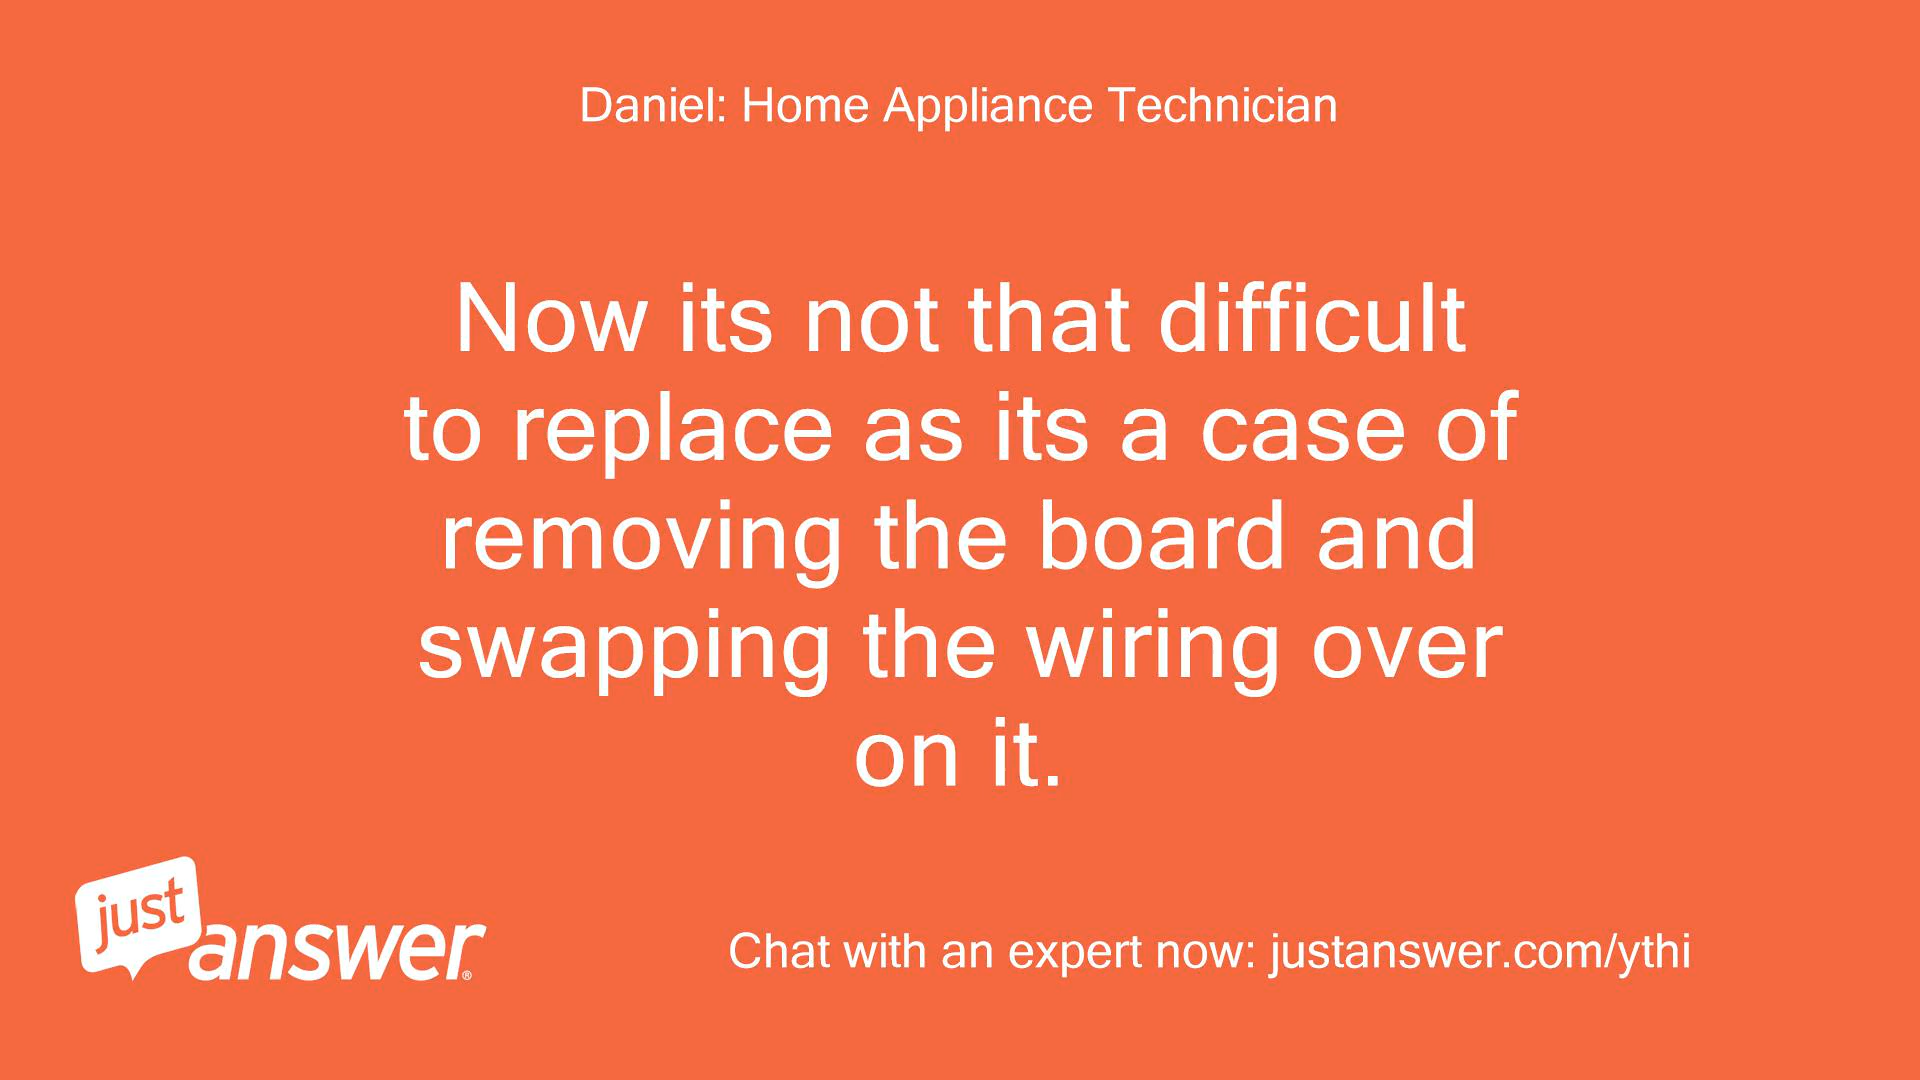 Daniel: Home Appliance Technician
Now its not that difficult
to replace as its a case of
removing the board and
swapping the wiring over
on it.
just
answer®
Chat with an expert now: justanswer.com/ythi